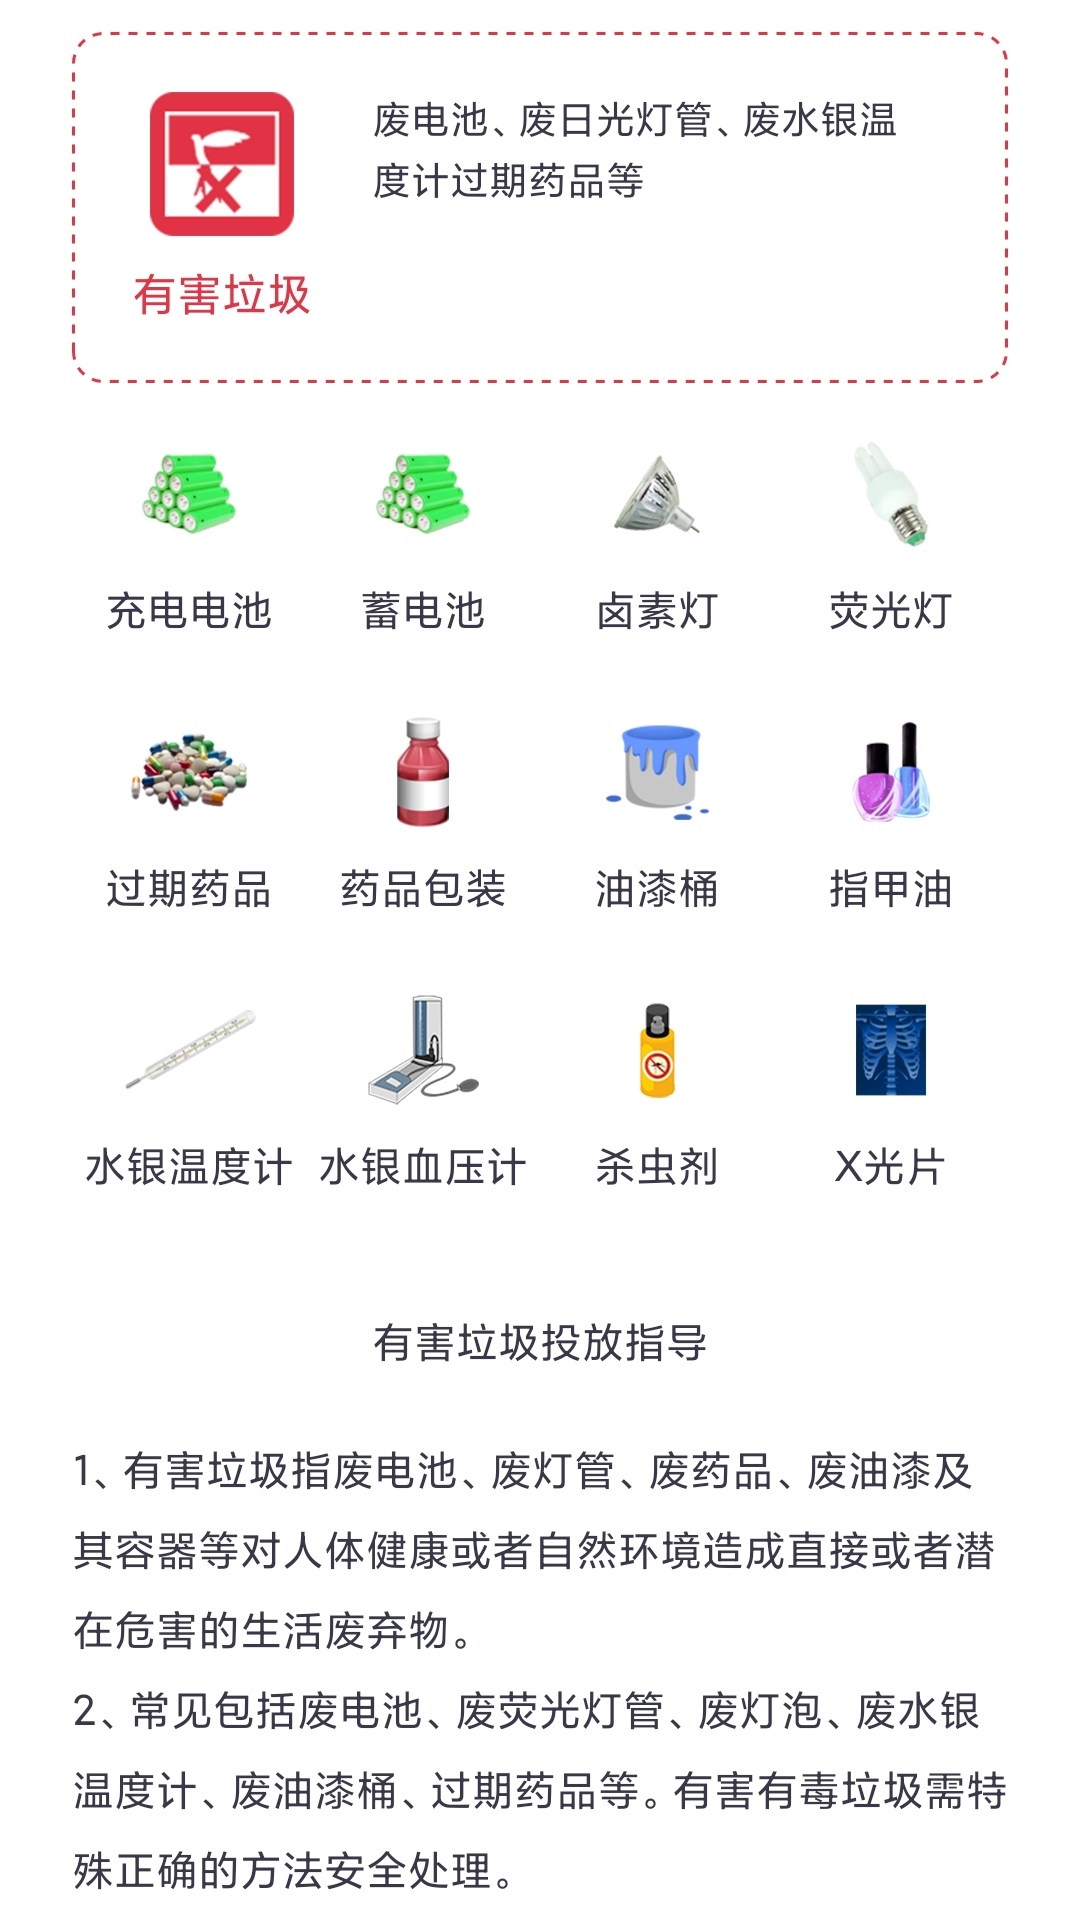 废电池、废日光灯管、废水银温
度计过期药品等
有害垃圾
充电电池 蓄电池 卤素灯 荧光灯
过期药品 药品包装 油漆桶 指甲油
水银温度计 水银血压计 杀虫剂 X光片
有害垃圾投放指导
1、有害垃圾指废电池、废灯管、废药品、废油漆及
其容器等对人体健康或者自然环境造成直接或者潜
在危害的生活废弃物。
2、常见包括废电池、废荧光灯管、废灯泡、废水银
温度计、废油漆桶、过期药品等。有害有毒垃圾需特
殊正确的方法安全处理。